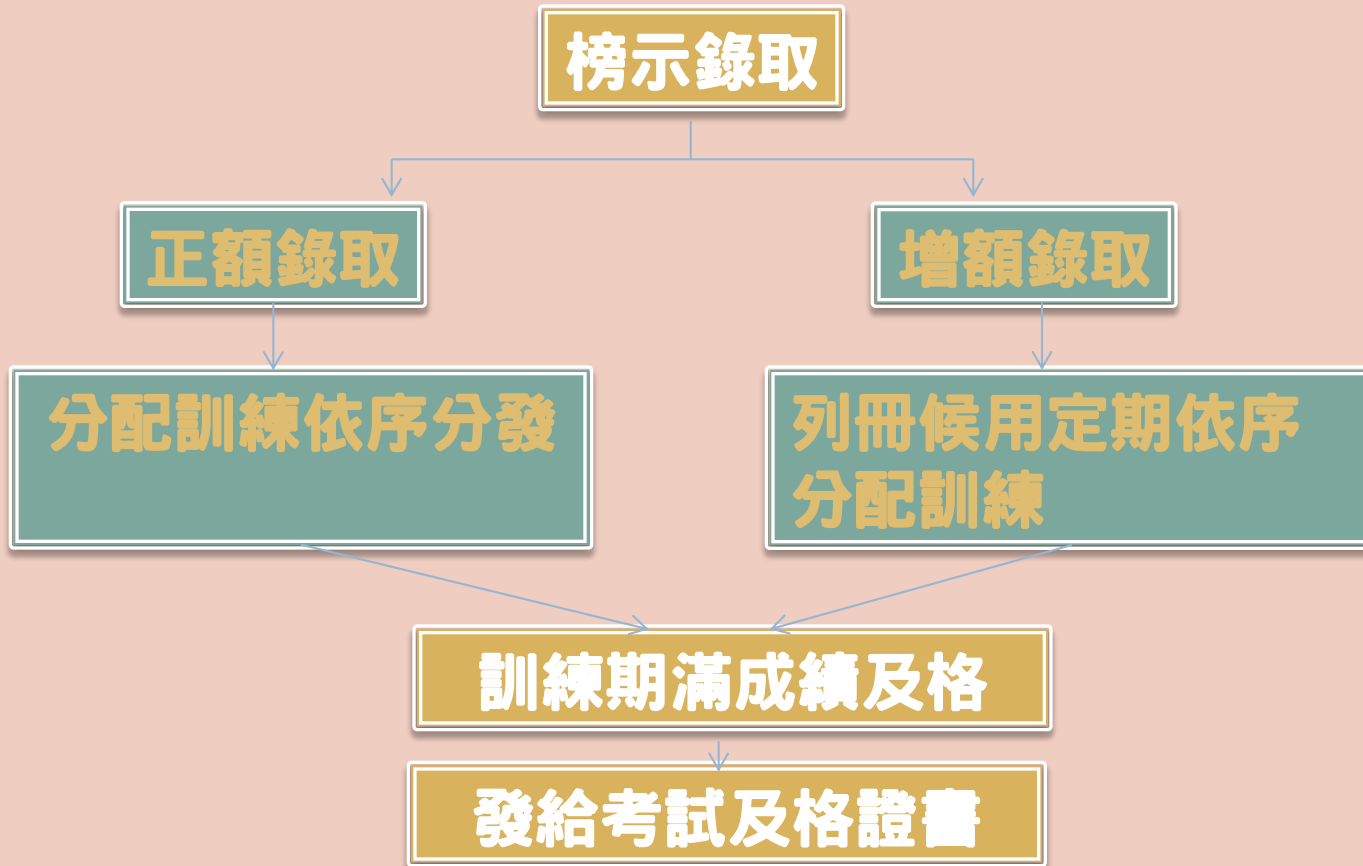 榜示錄取
正額錄取
增額錄取
分配訓練依序分發
列冊候用定期依序
分配訓練
訓練期滿成績及格
發給考試及格證書